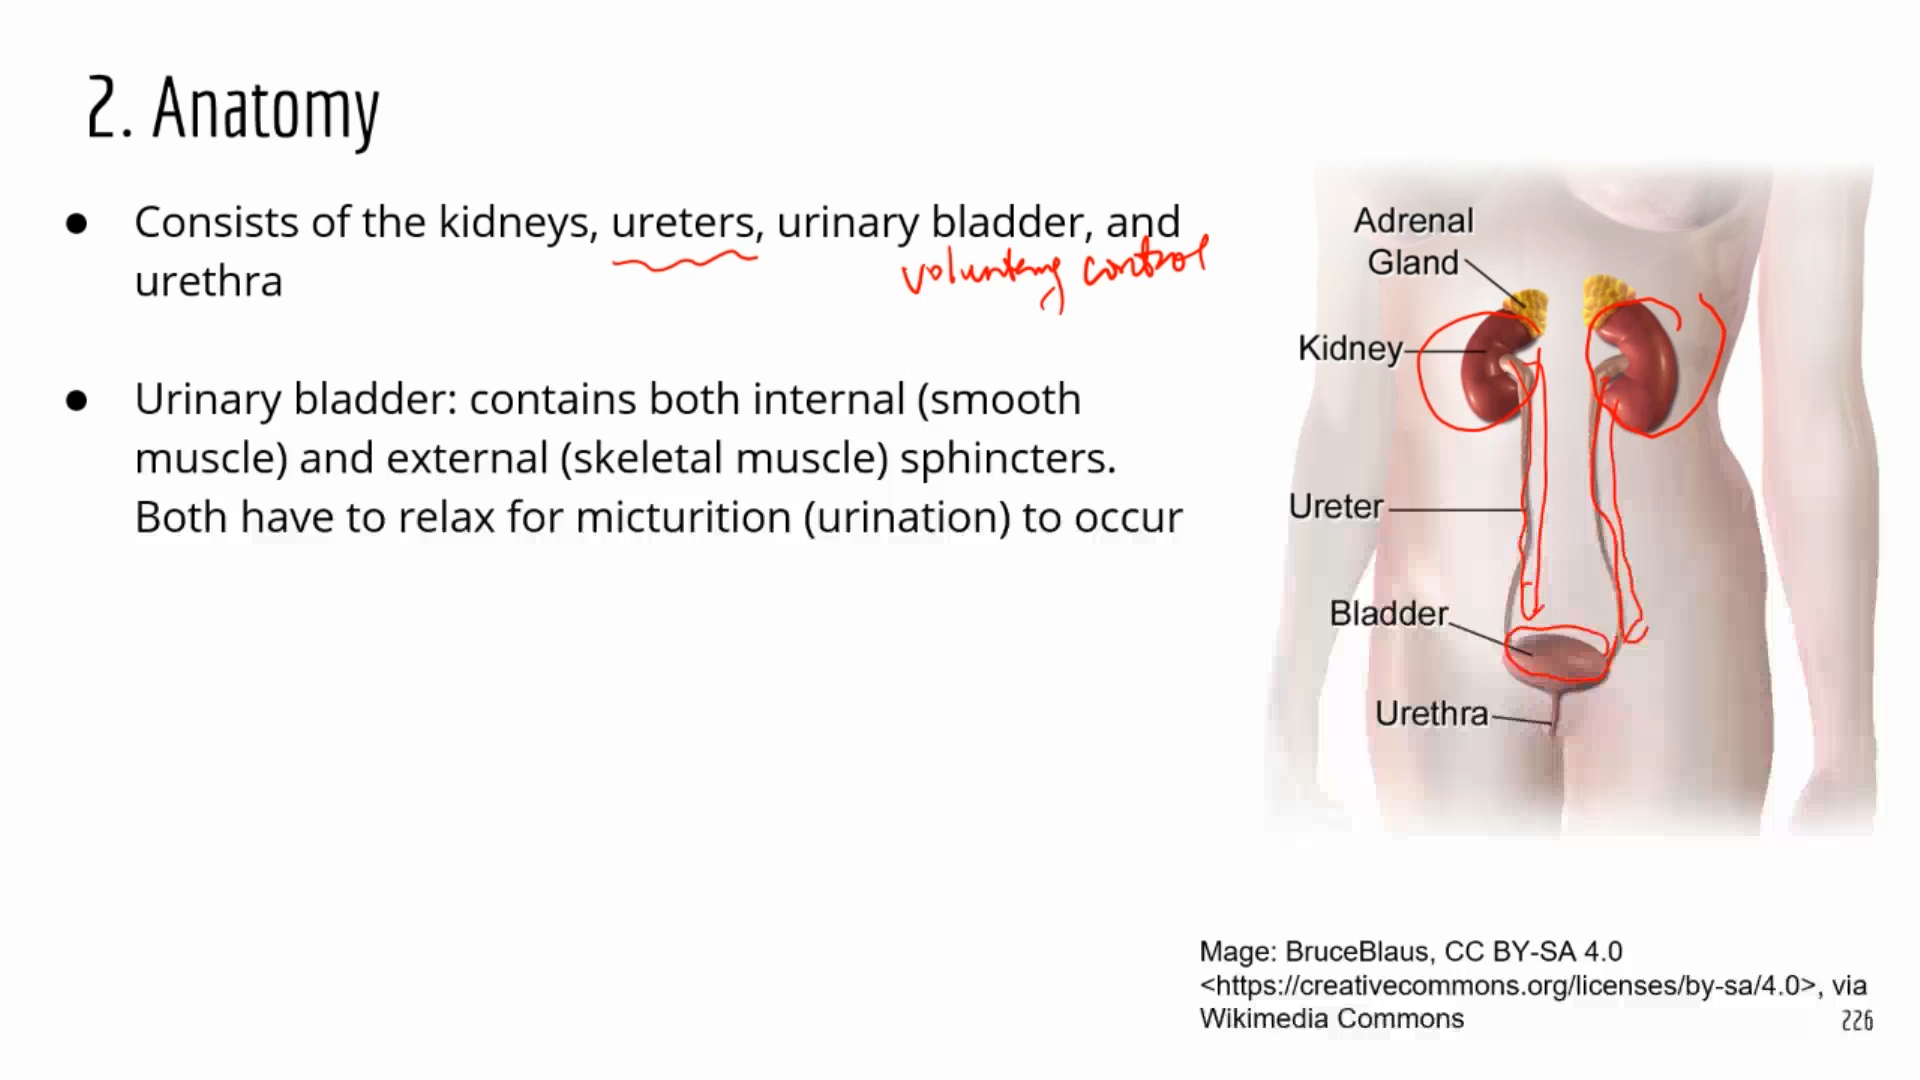 2. Anatomy
● Consists of the kidneys, ureters, urinary bladder, and
urethra
voluntary control
● Urinary bladder: contains both internal (smooth
muscle) and external (skeletal muscle) sphincters.
Both have to relax for micturition (urination) to occur
Adrenal
Gland
Kidney
Ureter
Bladder
Urethra
Mage: BruceBlaus, CC BY-SA 4.0
<https://creativecommons.org/licenses/by-sa/4.0>, via
Wikimedia Commons
226